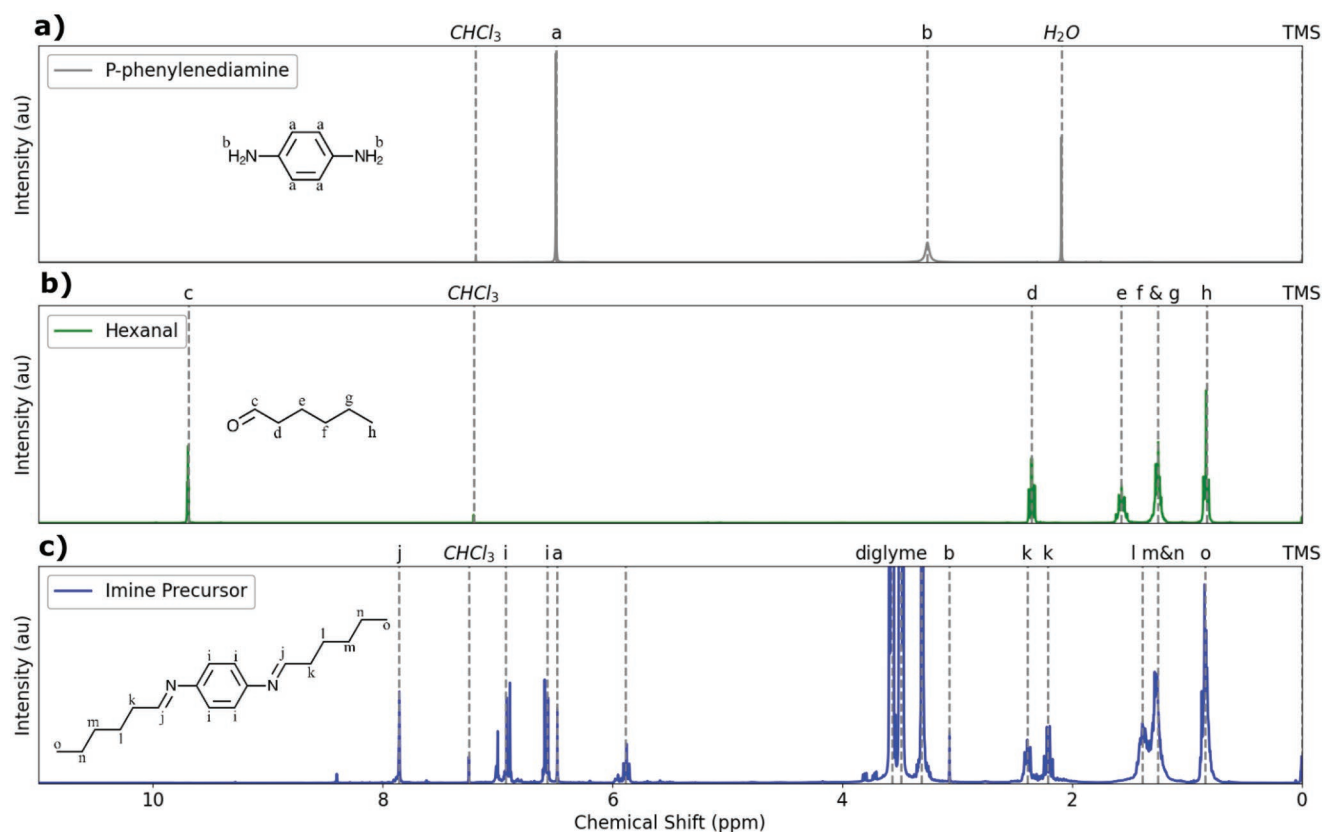 a)
CHCl3 a b H2O TMS
P-phenylenediamine
a a
b b
H2N NH2
a a
Intensity (au)
b)
c CHCl3 d e f & g h TMS
Hexanal
c e g
O d f h
Intensity (au)
c)
j CHCl3 i i a diglyme b k k l m&n o TMS
Imine Precursor
n
l o
i i j m
k
N N
k
m i i
o l j
n
Intensity (au)
10 8 6 4 2 0
Chemical Shift (ppm)